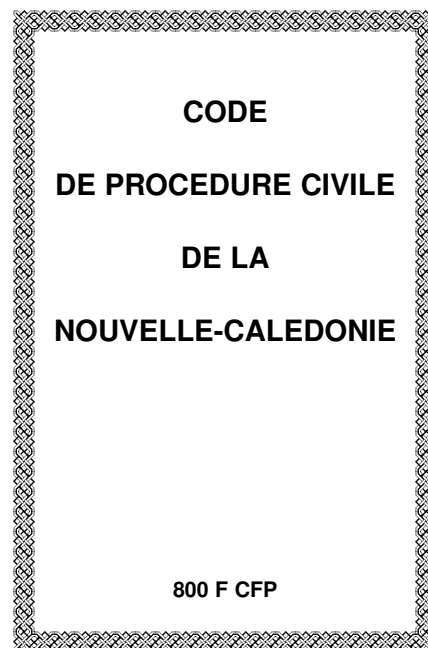 CODE
DE PROCEDURE CIVILE
DE LA
NOUVELLE-CALEDONIE
800 F CFP